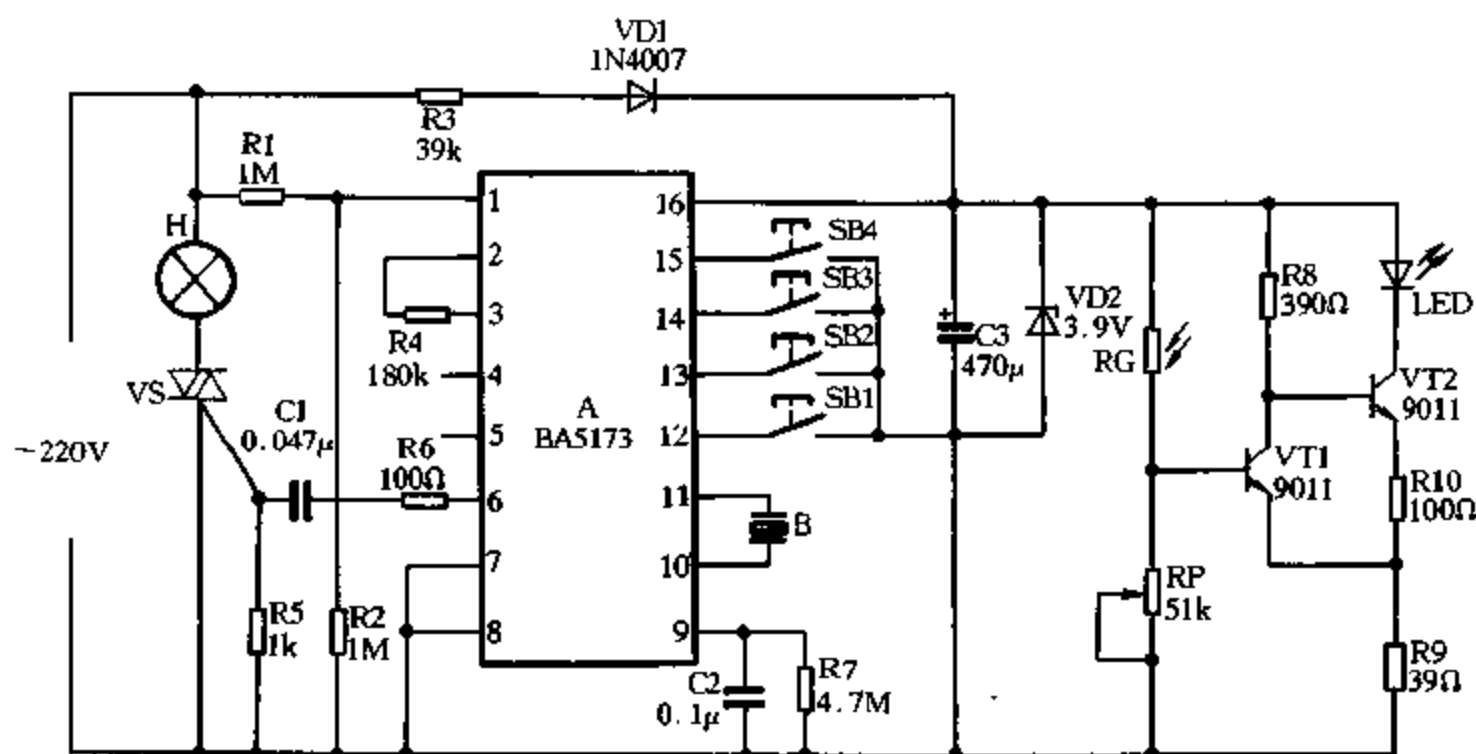 VD1
1N4007
R3
39k
R1
1M
H
VS
~220V
C1
0.047μ
R4
180k
R6
100Ω
R5
1k
R2
1M
A
BA5173
1
2
3
4
5
6
7
8
16
15
14
13
12
11
10
9
SB4
SB3
SB2
SB1
B
C2
0.1μ
R7
4.7M
+
C3
470μ
VD2
3.9V
RG
RP
51k
R8
390Ω
LED
VT2
9011
VT1
9011
R10
100Ω
R9
39Ω